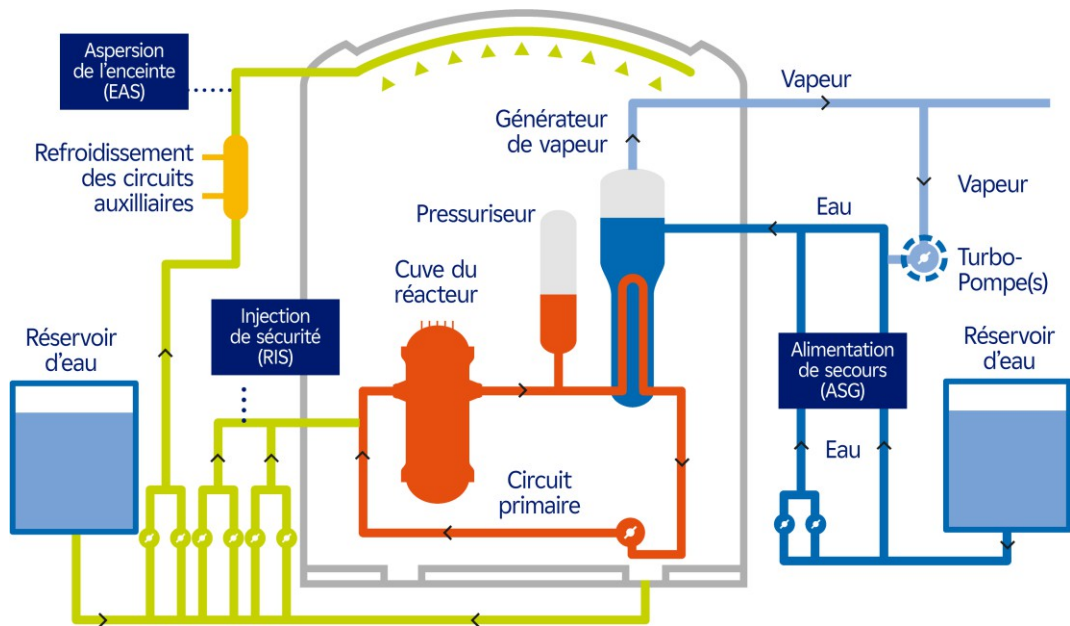 Aspersion
de l'enceinte
(EAS)
Refroidissement
des circuits
auxilliaires
Réservoir
d'eau
Injection
de sécurité
(RIS)
Cuve du
réacteur
Pressuriseur
Générateur
de vapeur
Circuit
primaire
Vapeur
Vapeur
Eau
Turbo-
Pompe(s)
Alimentation
de secours
(ASG)
Eau
Réservoir
d'eau